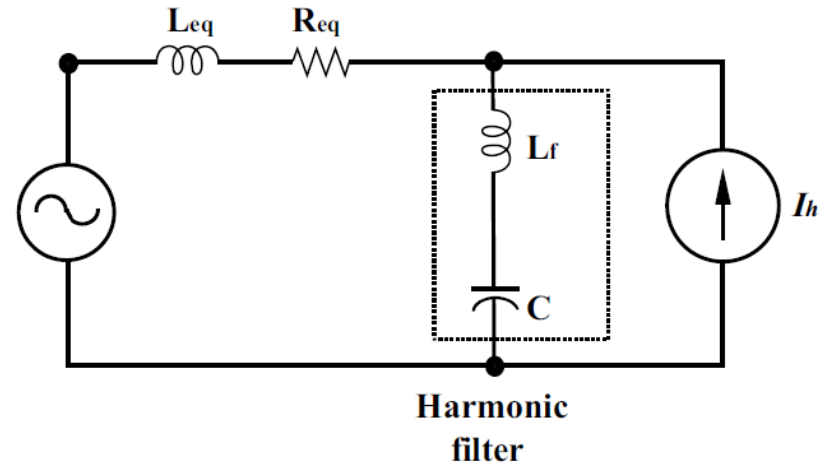 Leq
Req
Lf
Ih
C
Harmonic
filter